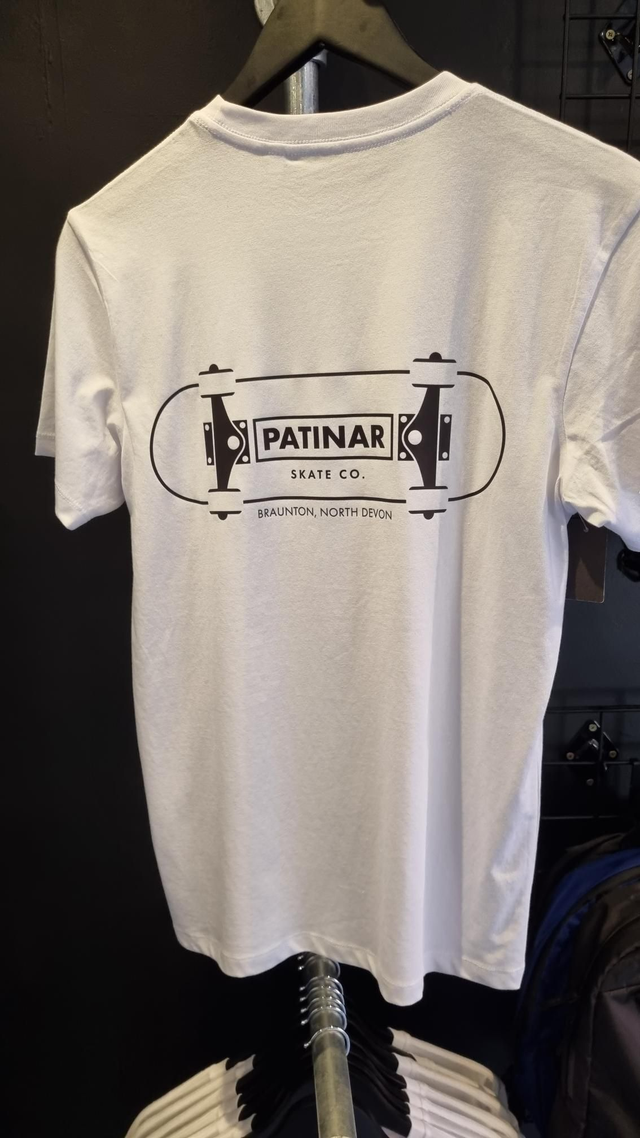 PATINAR
SKATE CO.
BRAUNTON, NORTH DEVON